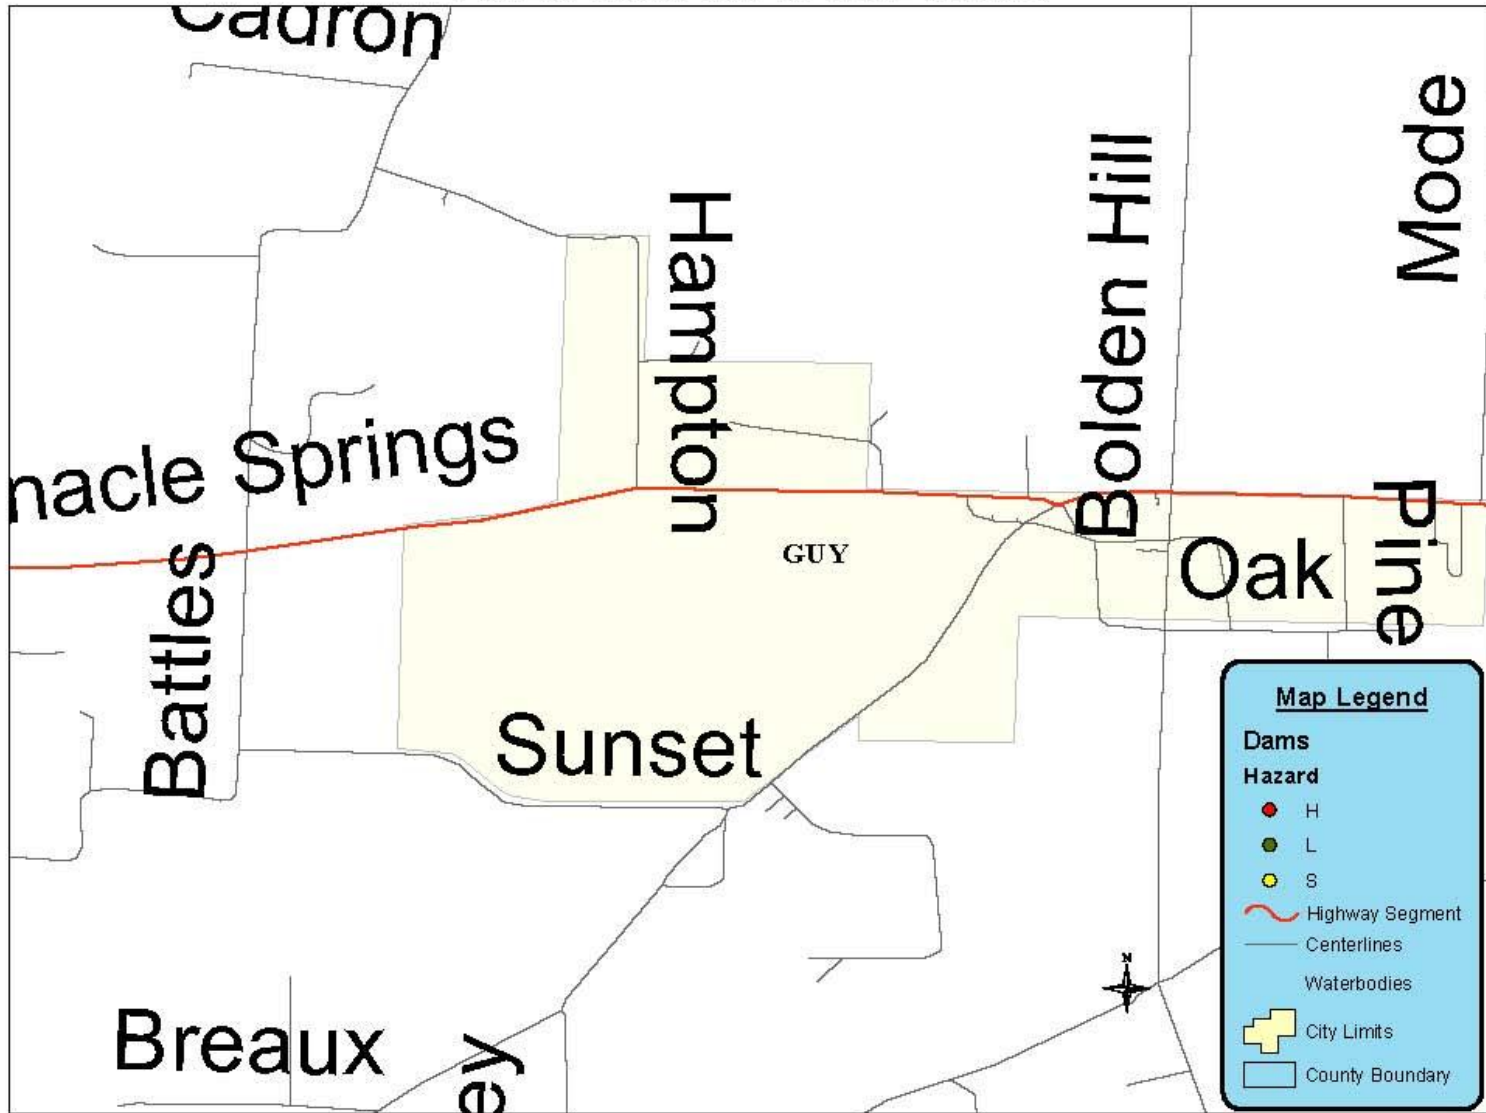 Cadron
Mode
Bolden Hill
Hampton
nacle Springs
Pine
GUY
Oak
Battles
Sunset
Map Legend
Dams
Hazard
H
L
S
Highway Segment
Centerlines
N
Waterbodies
City Limits
Breaux
ey
County Boundary